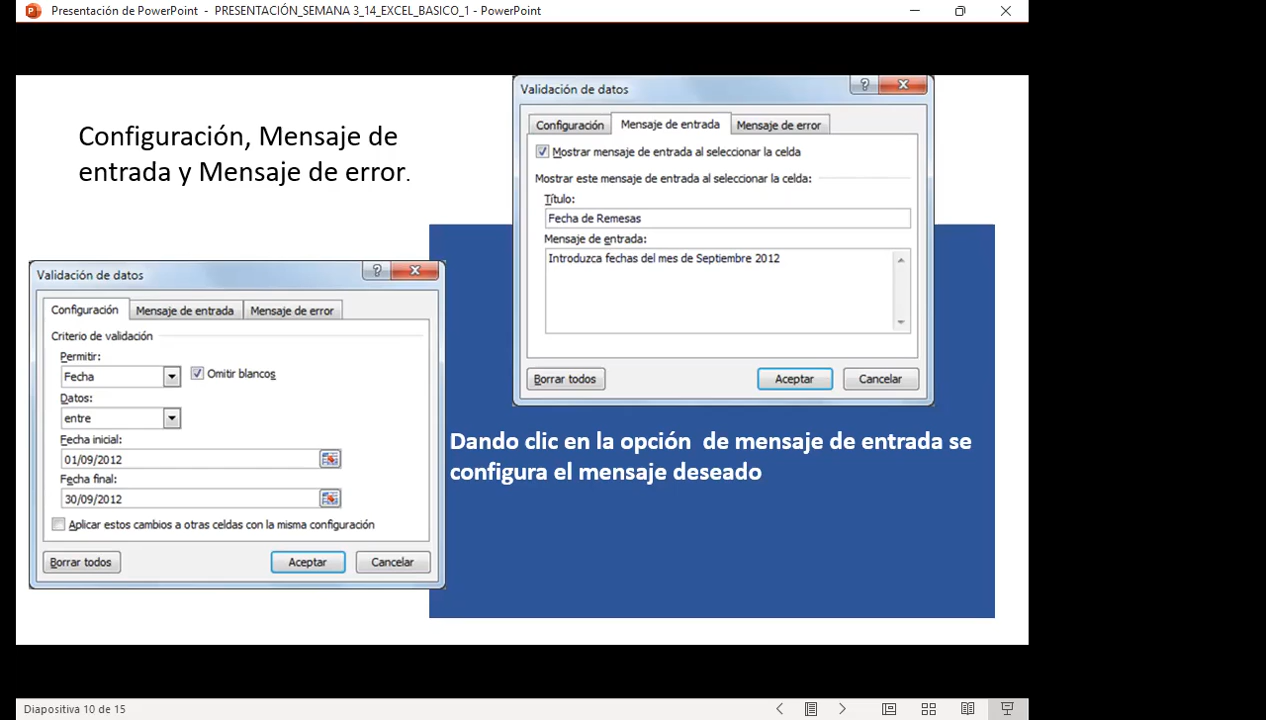 Presentación de PowerPoint - PRESENTACIÓN_SEMANA 3_14_EXCEL_BASICO_1 - PowerPoint
Configuración, Mensaje de
entrada y Mensaje de error.
Validación de datos
Configuración Mensaje de entrada Mensaje de error
Mostrar mensaje de entrada al seleccionar la celda
Mostrar este mensaje de entrada al seleccionar la celda:
Título:
Fecha de Remesas
Mensaje de entrada:
Introduzca fechas del mes de Septiembre 2012
Borrar todos Aceptar Cancelar
Validación de datos
Configuración Mensaje de entrada Mensaje de error
Criterio de validación
Permitir:
Fecha Omitir blancos
Datos:
entre
Fecha inicial:
01/09/2012
Fecha final:
30/09/2012
Aplicar estos cambios a otras celdas con la misma configuración
Borrar todos Aceptar Cancelar
Dando clic en la opción de mensaje de entrada se
configura el mensaje deseado
Diapositiva 10 de 15